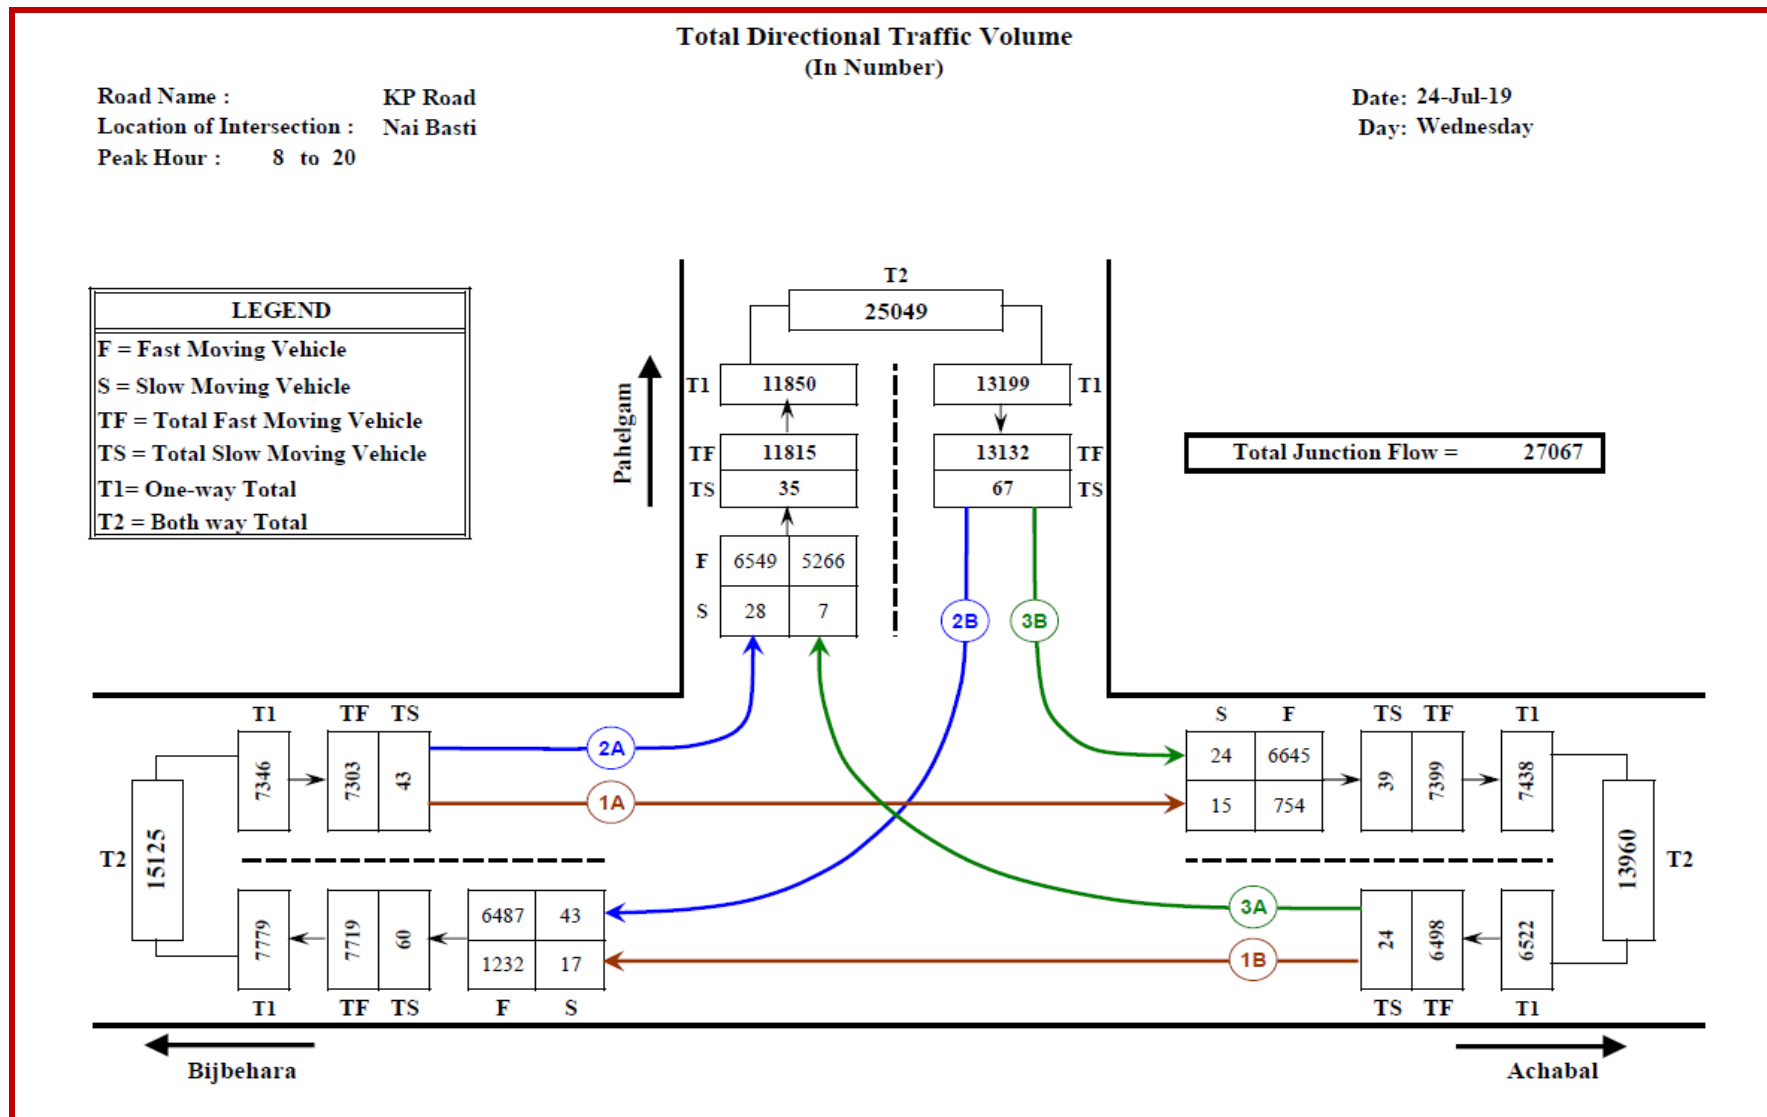 Total Directional Traffic Volume
(In Number)
Road Name : KP Road
Location of Intersection : Nai Basti
Peak Hour : 8 to 20
Date: 24-Jul-19
Day: Wednesday
LEGEND
F = Fast Moving Vehicle
S = Slow Moving Vehicle
TF = Total Fast Moving Vehicle
TS = Total Slow Moving Vehicle
T1= One-way Total
T2 = Both way Total
T2
25049
T1 11850 13199 T1
TF 11815 13132 TF
TS 35 67 TS
Pahelgam
F 6549 5266
S 28 7
2B 3B
Total Junction Flow = 27067
T1 TF TS
7346 7303 43
2A
1A
T2 15125
7779 7719 60
6487 43
1232 17
T1 TF TS F S
S F TS TF T1
24 6645
15 754
39 7399 7438
13960 T2
3A
1B
24 6498 6522
TS TF T1
Bijbehara
Achabal